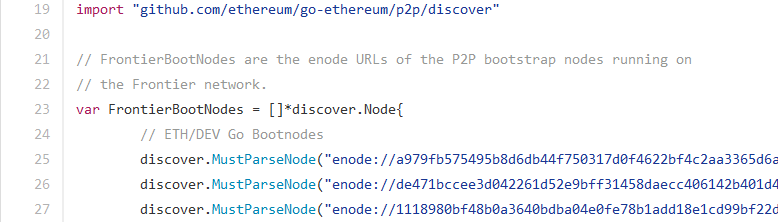 19 import "github.com/ethereum/go-ethereum/p2p/discover"
20
21 // FrontierBootNodes are the enode URLs of the P2P bootstrap nodes running on
22 // the Frontier network.
23 var FrontierBootNodes = []*discover.Node{
24 // ETH/DEV Go Bootnodes
25 discover.MustParseNode("enode://a979fb575495b8d6db44f750317d0f4622bf4c2aa3365d6a
26 discover.MustParseNode("enode://de471bccee3d042261d52e9bff31458daecc406142b401d4
27 discover.MustParseNode("enode://1118980bf48b0a3640bdba04e0fe78b1add18e1cd99bf22d